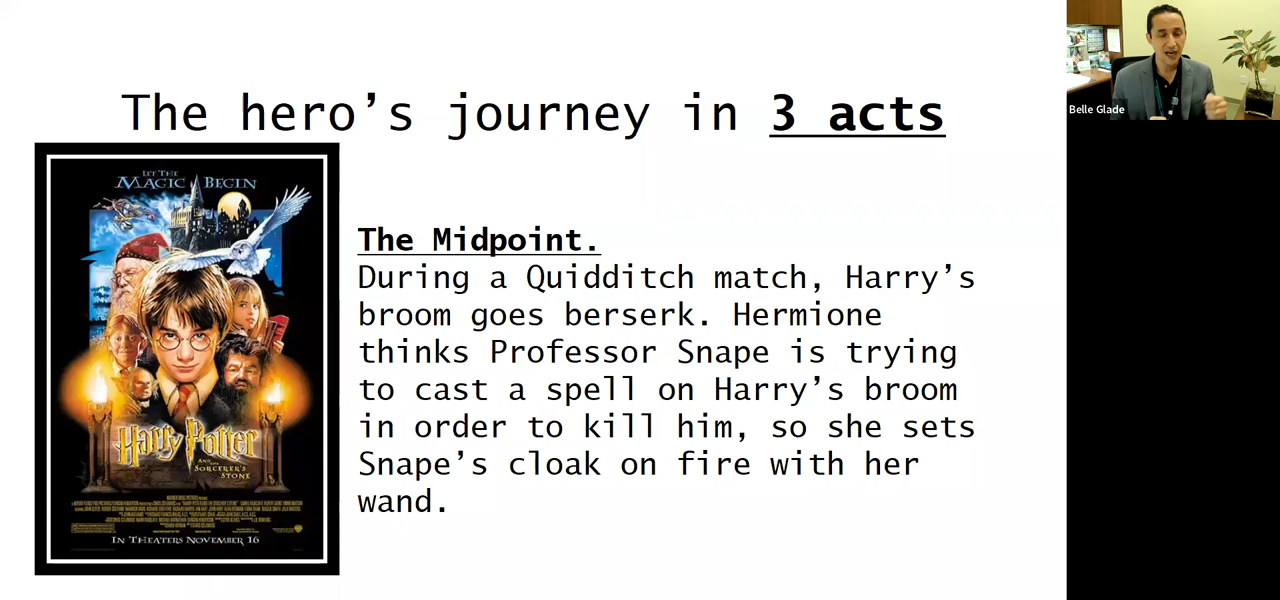 The hero’s journey in 3 acts
Belle Glade
LET THE
MAGIC BEGIN
The Midpoint.
During a Quidditch match, Harry’s
broom goes berserk. Hermione
thinks Professor Snape is trying
to cast a spell on Harry’s broom
in order to kill him, so she sets
Snape’s cloak on fire with her
wand.
Harry Potter
AND THE
SORCERER'S
STONE
IN THEATERS NOVEMBER 16